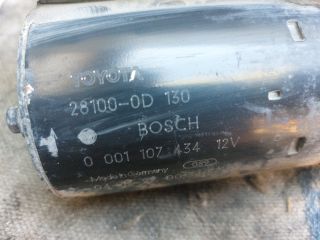 TOYOTA
28100-0D 130
BOSCH
0 001 107 434 12V
Made in Germany